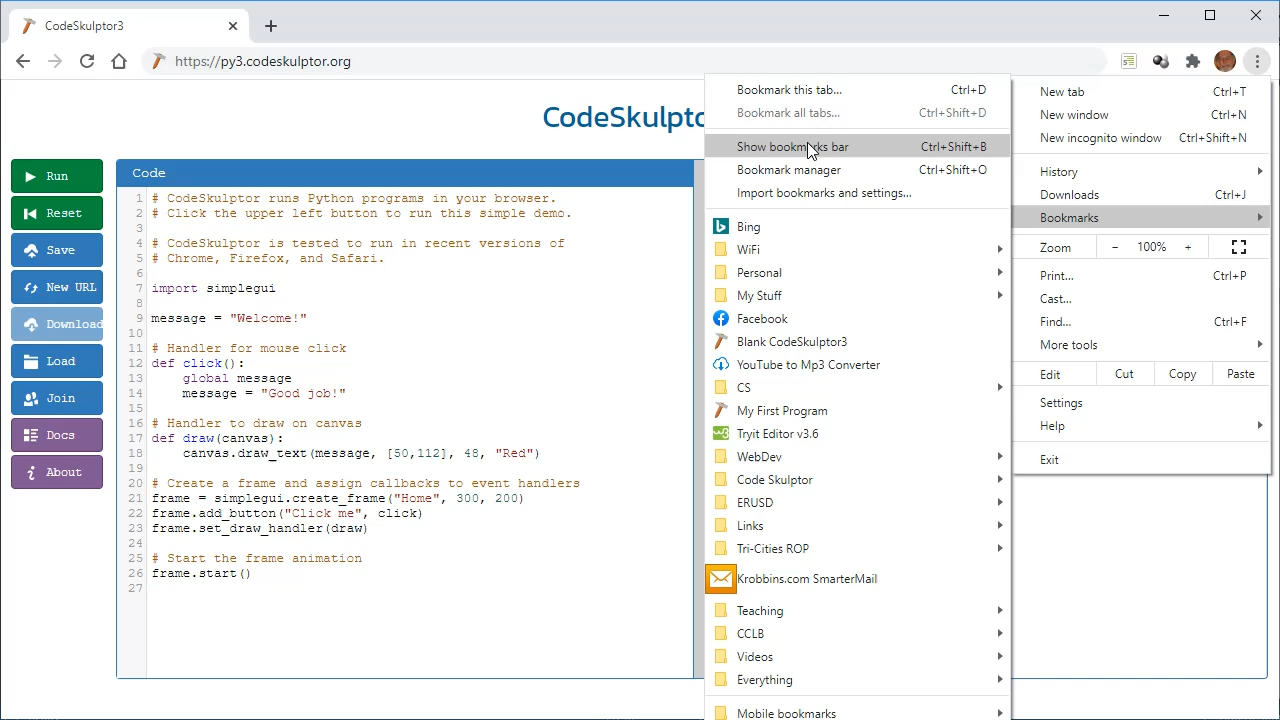 CodeSkulptor3
https://py3.codeskulptor.org
CodeSkulpto
Run
Reset
Save
New URL
Download
Load
Join
Docs
About
Code
1 # CodeSkulptor runs Python programs in your browser.
2 # Click the upper left button to run this simple demo.
3
4 # CodeSkulptor is tested to run in recent versions of
5 # Chrome, Firefox, and Safari.
6
7 import simplegui
8
9 message = "Welcome!"
10
11 # Handler for mouse click
12 def click():
13     global message
14     message = "Good job!"
15
16 # Handler to draw on canvas
17 def draw(canvas):
18     canvas.draw_text(message, [50,112], 48, "Red")
19
20 # Create a frame and assign callbacks to event handlers
21 frame = simplegui.create_frame("Home", 300, 200)
22 frame.add_button("Click me", click)
23 frame.set_draw_handler(draw)
24
25 # Start the frame animation
26 frame.start()
27
Bookmark this tab... Ctrl+D
Bookmark all tabs... Ctrl+Shift+D
Show bookmarks bar Ctrl+Shift+B
Bookmark manager Ctrl+Shift+O
Import bookmarks and settings...
Bing
WiFi
Personal
My Stuff
Facebook
Blank CodeSkulptor3
YouTube to Mp3 Converter
CS
My First Program
Tryit Editor v3.6
WebDev
Code Skulptor
ERUSD
Links
Tri-Cities ROP
Krobbins.com SmarterMail
Teaching
CCLB
Videos
Everything
Mobile bookmarks
New tab Ctrl+T
New window Ctrl+N
New incognito window Ctrl+Shift+N
History
Downloads Ctrl+J
Bookmarks
Zoom - 100% +
Print... Ctrl+P
Cast...
Find... Ctrl+F
More tools
Edit Cut Copy Paste
Settings
Help
Exit